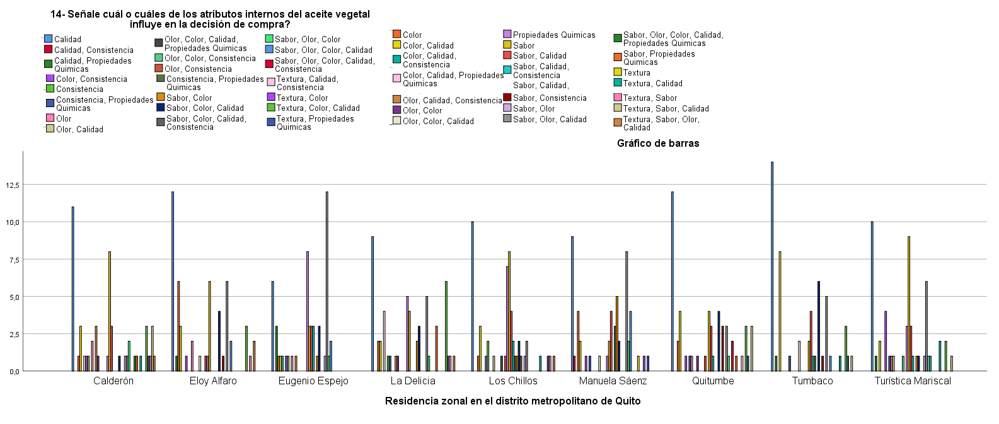 14- Señale cuál o cuáles de los atributos internos del aceite vegetal
influye en la decisión de compra?
Calidad
Calidad, Consistencia
Calidad, Propiedades
Quimicas
Color, Consistencia
Consistencia
Consistencia, Propiedades
Quimicas
Olor
Olor, Calidad
Olor, Color, Calidad,
Propiedades Quimicas
Olor, Color, Consistencia
Olor, Consistencia
Consistencia, Propiedades
Quimicas
Sabor, Color
Sabor, Color, Calidad
Sabor, Color, Calidad,
Consistencia
Sabor, Olor, Color
Sabor, Olor, Color, Calidad
Sabor, Olor, Color, Calidad,
Consistencia
Textura, Calidad,
Consistencia
Textura, Color
Textura, Color, Calidad
Textura, Propiedades
Quimicas
Color
Color, Calidad
Color, Calidad,
Consistencia
Color, Calidad, Propiedades
Quimicas
Olor, Calidad, Consistencia
Olor, Color
Olor, Color, Calidad
Propiedades Quimicas
Sabor
Sabor, Calidad
Sabor, Calidad,
Consistencia
Sabor, Calidad,
Sabor, Consistencia
Sabor, Olor
Sabor, Olor, Calidad
Sabor, Olor, Color, Calidad,
Propiedades Quimicas
Sabor, Propiedades
Quimicas
Textura
Textura, Calidad
Textura, Sabor
Textura, Sabor, Calidad
Textura, Sabor, Olor,
Calidad
Gráfico de barras
12,5
10,0
7,5
5,0
2,5
0,0
Calderón
Eloy Alfaro
Eugenio Espejo
La Delicia
Los Chillos
Manuela Sáenz
Quitumbe
Tumbaco
Turística Mariscal
Residencia zonal en el distrito metropolitano de Quito